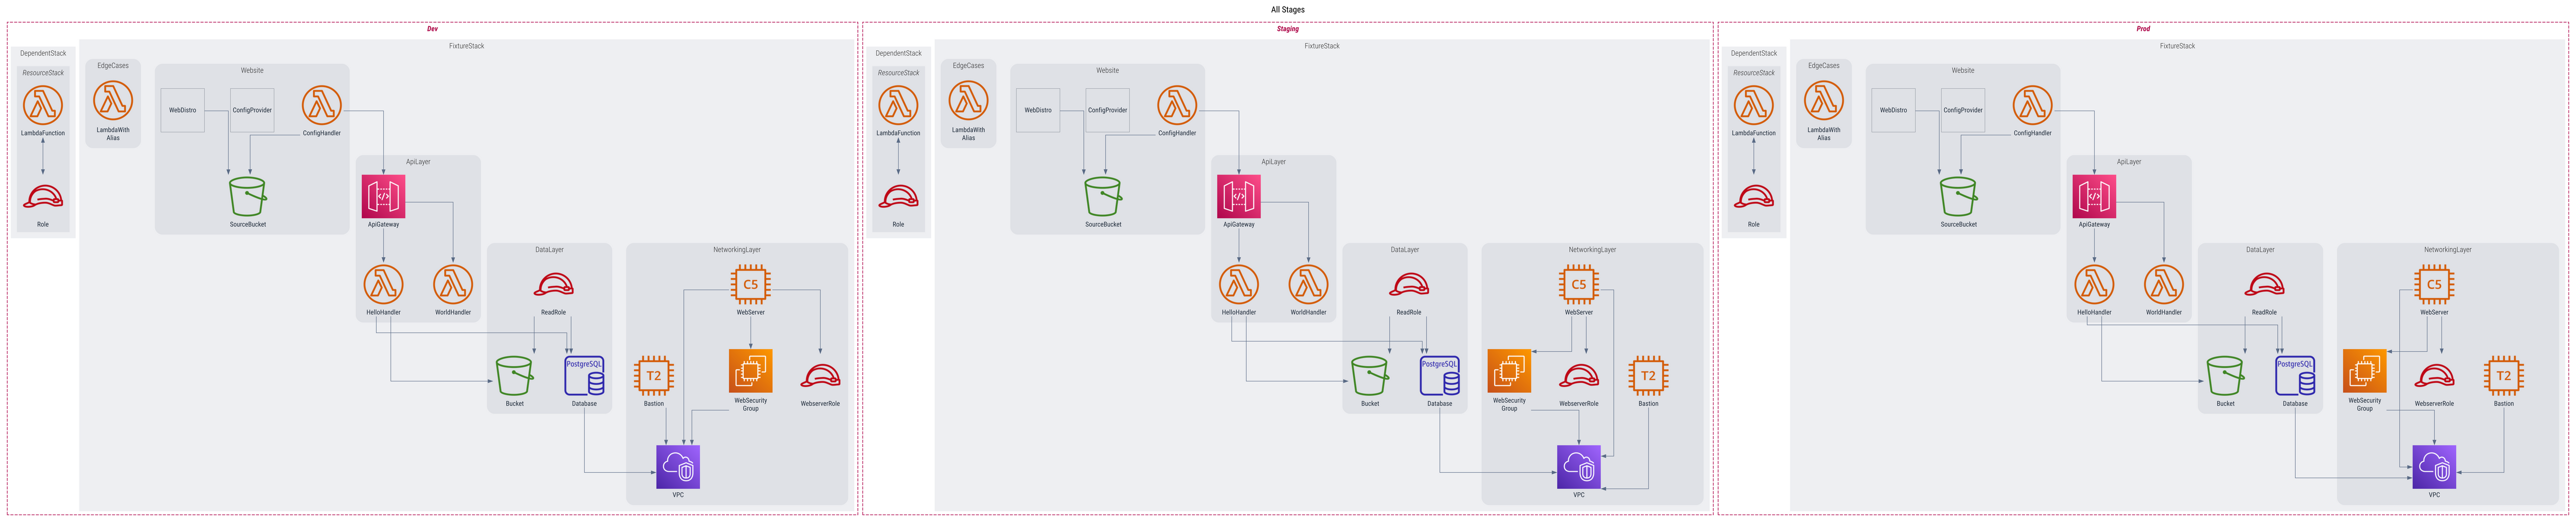 All Stages
Dev
DependentStack
FixtureStack
ResourceStack
LambdaFunction
Role
EdgeCases
LambdaWith
Alias
Website
WebDistro
ConfigProvider
ConfigHandler
SourceBucket
ApiLayer
ApiGateway
HelloHandler
WorldHandler
DataLayer
ReadRole
Bucket
PostgreSQL
Database
NetworkingLayer
C5
WebServer
T2
Bastion
WebSecurity
Group
WebserverRole
VPC
Staging
DependentStack
FixtureStack
ResourceStack
LambdaFunction
Role
EdgeCases
LambdaWith
Alias
Website
WebDistro
ConfigProvider
ConfigHandler
SourceBucket
ApiLayer
ApiGateway
HelloHandler
WorldHandler
DataLayer
ReadRole
Bucket
PostgreSQL
Database
NetworkingLayer
C5
WebServer
WebSecurity
Group
WebserverRole
T2
Bastion
VPC
Prod
DependentStack
FixtureStack
ResourceStack
LambdaFunction
Role
EdgeCases
LambdaWith
Alias
Website
WebDistro
ConfigProvider
ConfigHandler
SourceBucket
ApiLayer
ApiGateway
HelloHandler
WorldHandler
DataLayer
ReadRole
Bucket
PostgreSQL
Database
NetworkingLayer
C5
WebServer
WebSecurity
Group
WebserverRole
T2
Bastion
VPC